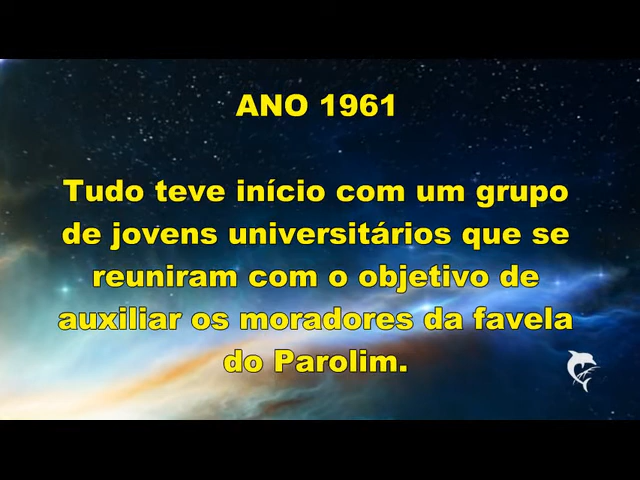 ANO 1961
Tudo teve início com um grupo
de jovens universitários que se
reuniram com o objetivo de
auxiliar os moradores da favela
do Parolim.